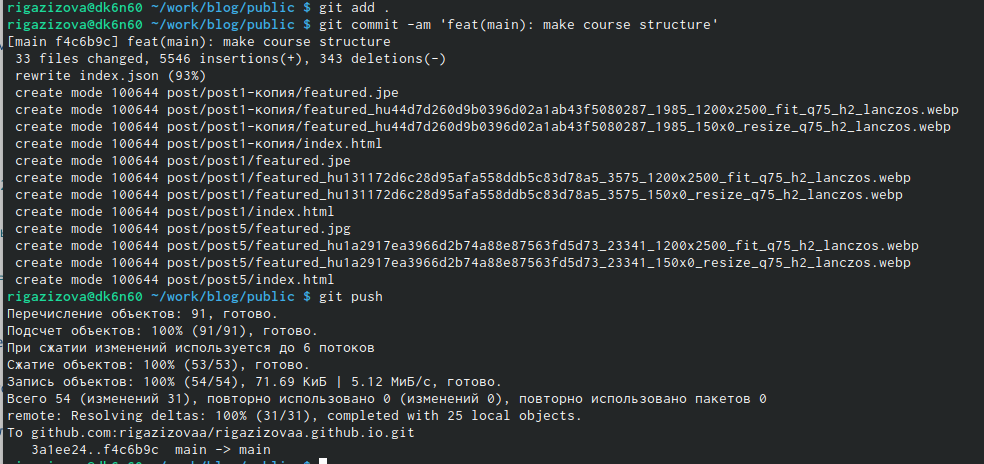 rigazizova@dk6n60 ~/work/blog/public $ git add .
rigazizova@dk6n60 ~/work/blog/public $ git commit -am 'feat(main): make course structure'
[main f4c6b9c] feat(main): make course structure
 33 files changed, 5546 insertions(+), 343 deletions(-)
 rewrite index.json (93%)
 create mode 100644 post/post1-копия/featured.jpe
 create mode 100644 post/post1-копия/featured_hu44d7d260d9b0396d02a1ab43f5080287_1985_1200x2500_fit_q75_h2_lanczos.webp
 create mode 100644 post/post1-копия/featured_hu44d7d260d9b0396d02a1ab43f5080287_1985_150x0_resize_q75_h2_lanczos.webp
 create mode 100644 post/post1-копия/index.html
 create mode 100644 post/post1/featured.jpe
 create mode 100644 post/post1/featured_hu131172d6c28d95afa558ddb5c83d78a5_3575_1200x2500_fit_q75_h2_lanczos.webp
 create mode 100644 post/post1/featured_hu131172d6c28d95afa558ddb5c83d78a5_3575_150x0_resize_q75_h2_lanczos.webp
 create mode 100644 post/post1/index.html
 create mode 100644 post/post5/featured.jpg
 create mode 100644 post/post5/featured_hu1a2917ea3966d2b74a88e87563fd5d73_23341_1200x2500_fit_q75_h2_lanczos.webp
 create mode 100644 post/post5/featured_hu1a2917ea3966d2b74a88e87563fd5d73_23341_150x0_resize_q75_h2_lanczos.webp
 create mode 100644 post/post5/index.html
rigazizova@dk6n60 ~/work/blog/public $ git push
Перечисление объектов: 91, готово.
Подсчет объектов: 100% (91/91), готово.
При сжатии изменений используется до 6 потоков
Сжатие объектов: 100% (53/53), готово.
Запись объектов: 100% (54/54), 71.69 КиБ | 5.12 МиБ/с, готово.
Всего 54 (изменений 31), повторно использовано 0 (изменений 0), повторно использовано пакетов 0
remote: Resolving deltas: 100% (31/31), completed with 25 local objects.
To github.com:rigazizovaa/rigazizovaa.github.io.git
   3a1ee24..f4c6b9c  main -> main
rigazizova@dk6n60 ~/work/blog/public $